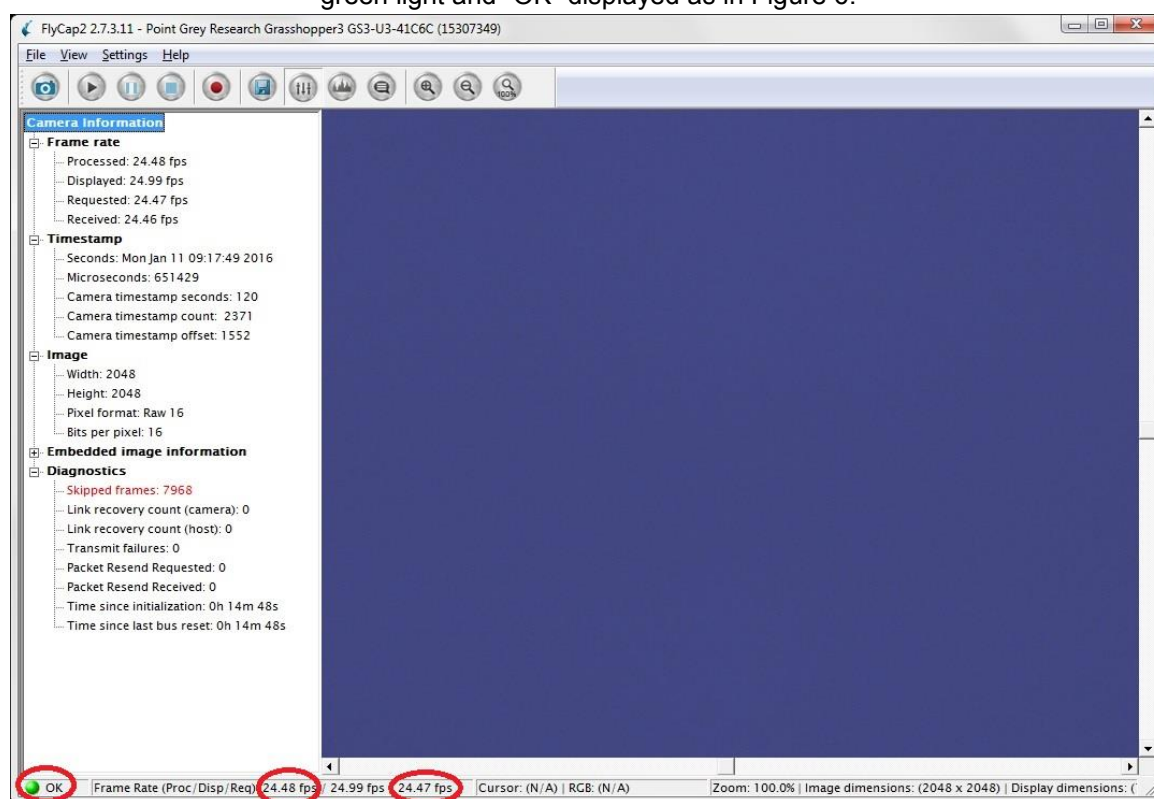 green light and "OK" displayed as in Figure 6.
FlyCap2 2.7.3.11 - Point Grey Research Grasshopper3 GS3-U3-41C6C (15307349)
File View Settings Help
100%
Camera Information
Frame rate
Processed: 24.48 fps
Displayed: 24.99 fps
Requested: 24.47 fps
Received: 24.46 fps
Timestamp
Seconds: Mon Jan 11 09:17:49 2016
Microseconds: 651429
Camera timestamp seconds: 120
Camera timestamp count: 2371
Camera timestamp offset: 1552
Image
Width: 2048
Height: 2048
Pixel format: Raw 16
Bits per pixel: 16
Embedded image information
Diagnostics
Skipped frames: 7968
Link recovery count (camera): 0
Link recovery count (host): 0
Transmit failures: 0
Packet Resend Requested: 0
Packet Resend Received: 0
Time since initialization: 0h 14m 48s
Time since last bus reset: 0h 14m 48s
OK Frame Rate (Proc/Disp/Req) 24.48 fps / 24.99 fps 24.47 fps Cursor: (N/A) | RGB: (N/A) Zoom: 100.0% | Image dimensions: (2048 x 2048) | Display dimensions: (